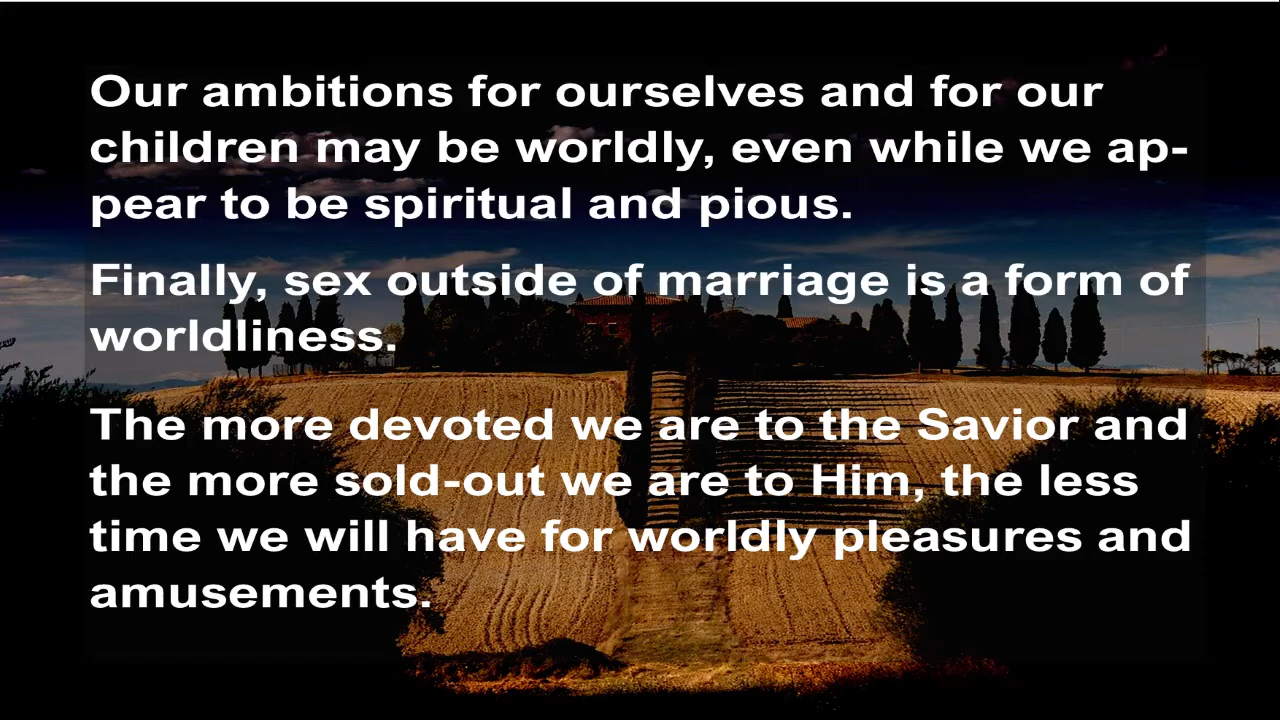 Our ambitions for ourselves and for our
children may be worldly, even while we ap-
pear to be spiritual and pious.
Finally, sex outside of marriage is a form of
worldliness.
The more devoted we are to the Savior and
the more sold-out we are to Him, the less
time we will have for worldly pleasures and
amusements.